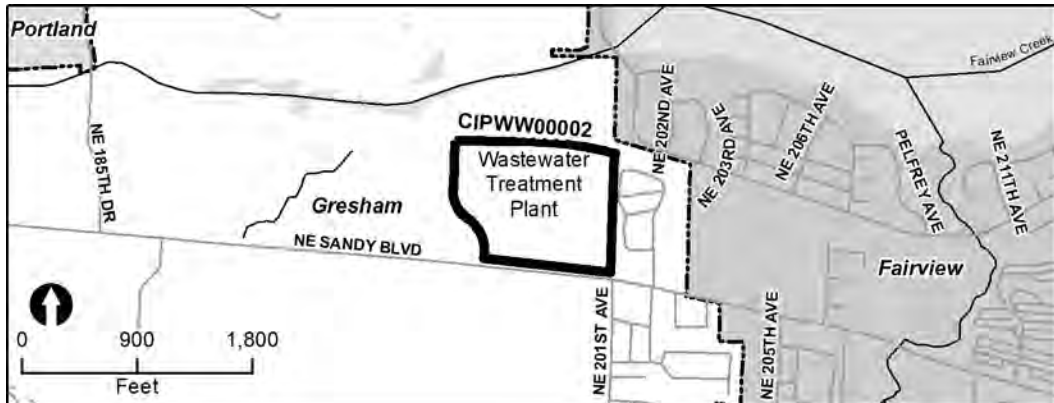 Portland
Fairview Creek
CIPWW00002
NE 202ND AVE
NE 203RD AVE
NE 206TH AVE
PELFREY AVE
NE 211TH AVE
NE 185TH DR
Wastewater
Treatment
Plant
Gresham
NE SANDY BLVD
Fairview
NE 201ST AVE
NE 205TH AVE
0 900 1,800
Feet